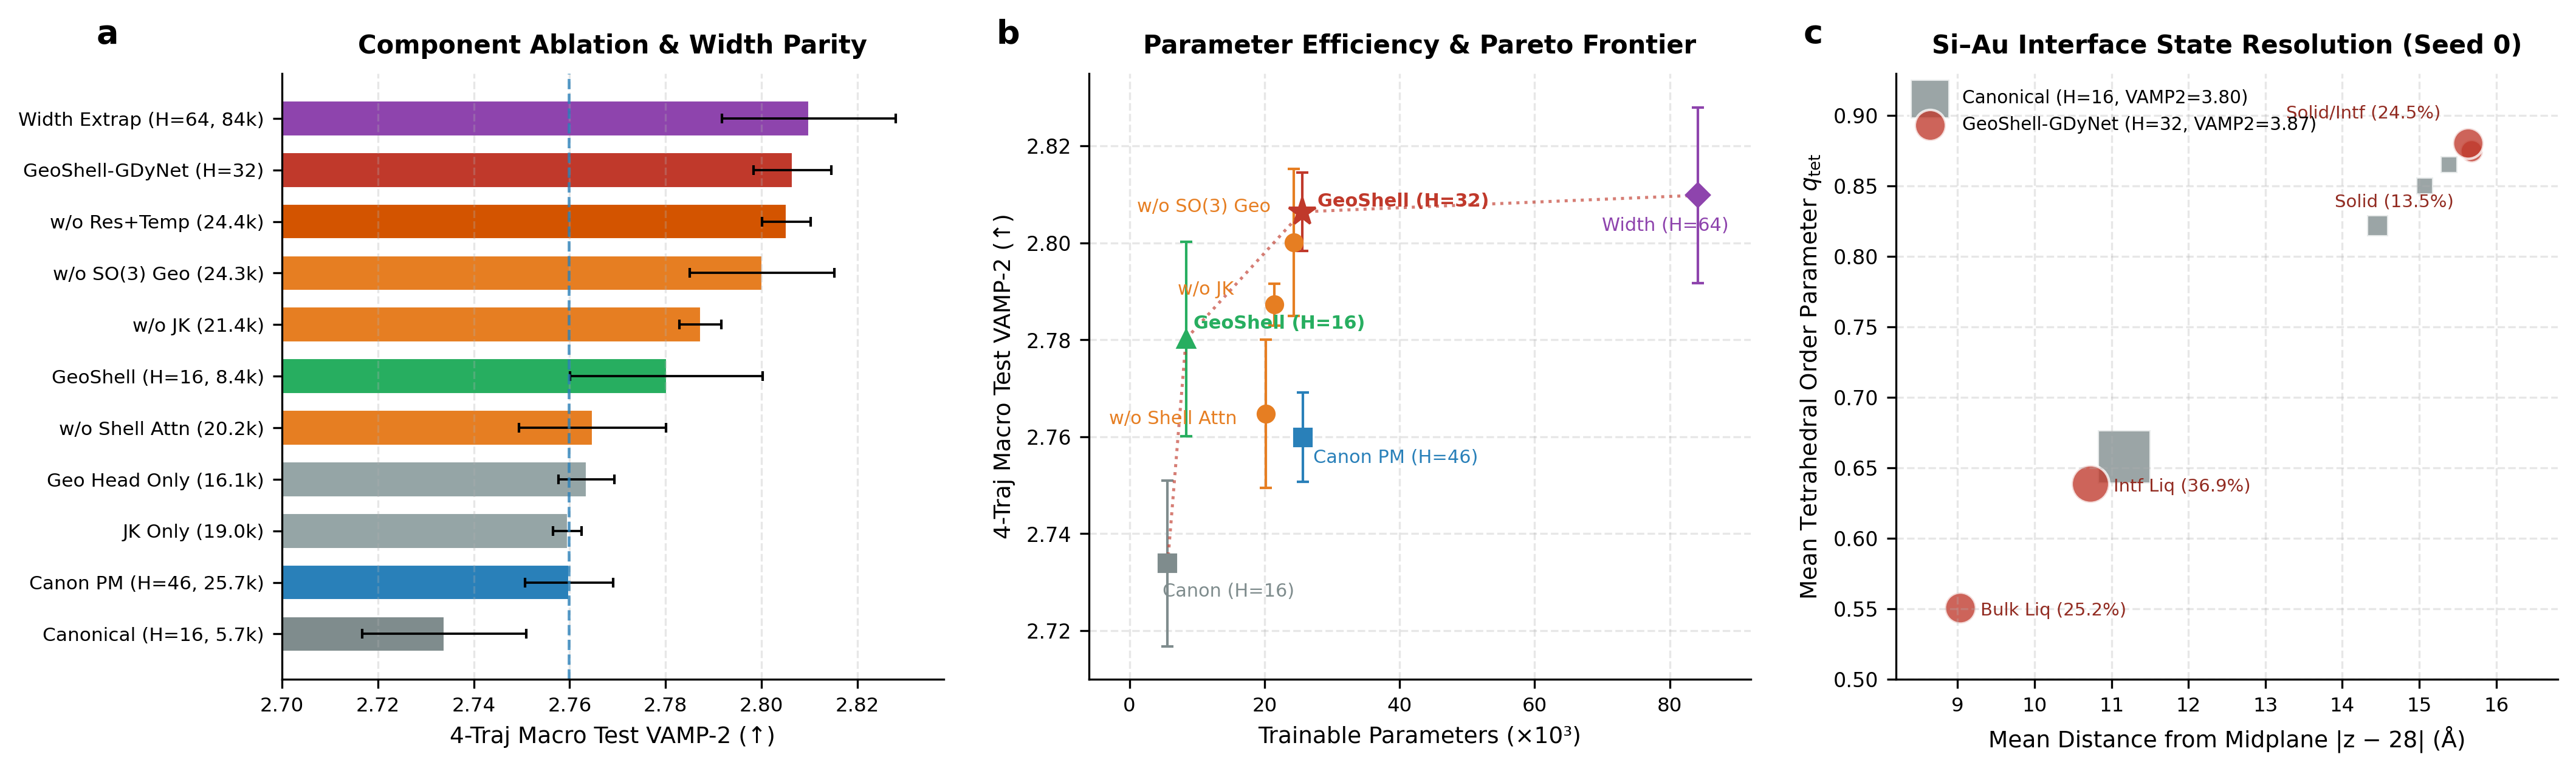 a
Component Ablation & Width Parity
Width Extrap (H=64, 84k)
GeoShell-GDyNet (H=32)
w/o Res+Temp (24.4k)
w/o SO(3) Geo (24.3k)
w/o JK (21.4k)
GeoShell (H=16, 8.4k)
w/o Shell Attn (20.2k)
Geo Head Only (16.1k)
JK Only (19.0k)
Canon PM (H=46, 25.7k)
Canonical (H=16, 5.7k)
2.70 2.72 2.74 2.76 2.78 2.80 2.82
4-Traj Macro Test VAMP-2 (↑)
b
Parameter Efficiency & Pareto Frontier
4-Traj Macro Test VAMP-2 (↑)
2.82
2.80
2.78
2.76
2.74
2.72
w/o SO(3) Geo
GeoShell (H=32)
Width (H=64)
w/o JK
GeoShell (H=16)
w/o Shell Attn
Canon PM (H=46)
Canon (H=16)
0 20 40 60 80
Trainable Parameters (×10³)
c
Si–Au Interface State Resolution (Seed 0)
Mean Tetrahedral Order Parameter qtet
0.90
0.85
0.80
0.75
0.70
0.65
0.60
0.55
0.50
Canonical (H=16, VAMP2=3.80)
GeoShell-GDyNet (H=32, VAMP2=3.87)
Solid/Intf (24.5%)
Solid (13.5%)
Intf Liq (36.9%)
Bulk Liq (25.2%)
9 10 11 12 13 14 15 16
Mean Distance from Midplane |z − 28| (Å)